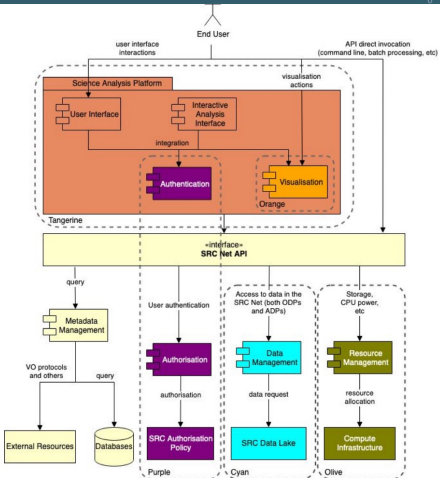 End User
user interface
interactions
API direct invocation
(command line, batch processing, etc)
visualisation
actions
Science Analysis Platform
User Interface
Interactive
Analysis
Interface
integration
Authentication
Visualisation
Orange
Tangerine
«interface»
SRC Net API
query
User authentication
Access to data in the
SRC Net (both ODPs
and ADPs)
Storage,
CPU power,
etc
Metadata
Management
Authorisation
Data
Management
Resource
Management
VO protocols
and others
query
authorisation
data request
resource
allocation
External Resources
Databases
SRC Authorisation
Policy
SRC Data Lake
Compute
Infrastructure
Purple
Cyan
Olive